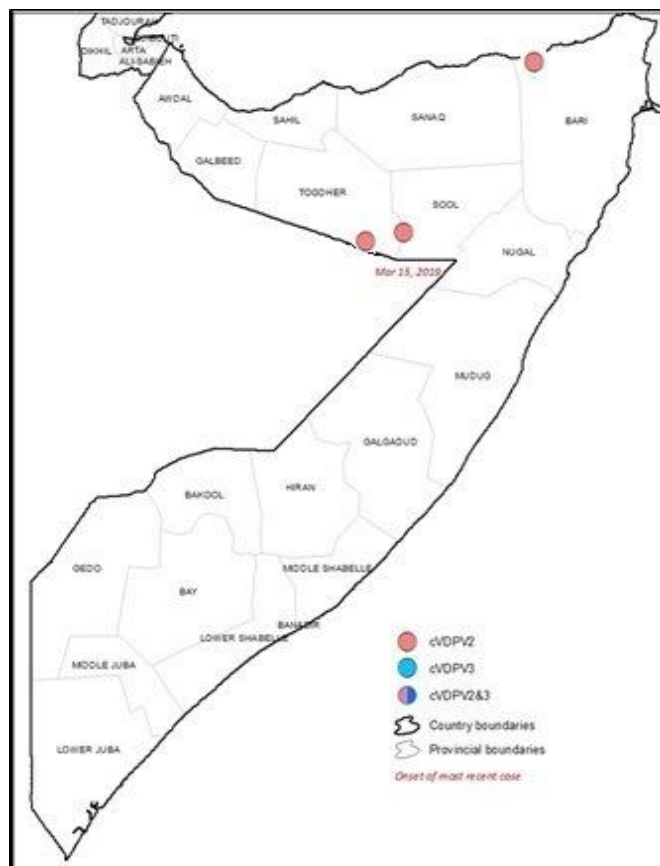 TADJOURAH
DIKHIL
ARTA
ALI-SABIEH
AWDAL
SAHIL
SANAQ
BARI
GALBEED
TOGDHER
SOOL
NUGAL
Mar 15, 2019
MUDUG
GALGADUD
HIRAN
BAKOOL
GEDO
MIDDLE SHABELLE
BAY
BANADIR
LOWER SHABELLE
MIDDLE JUBA
LOWER JUBA
cVDPV2
cVDPV3
cVDPV2&3
Country boundaries
Provincial boundaries
Onset of most recent case